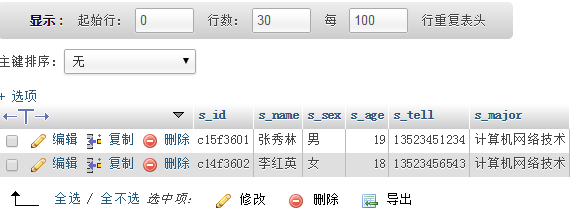 显示： 起始行： 0 行数： 30 每 100 行重复表头
主键排序： 无
+ 选项
←T→ s_id s_name s_sex s_age s_tell s_major
编辑 复制 删除 c15f3601 张秀林 男 19 13523451234 计算机网络技术
编辑 复制 删除 c14f3602 李红英 女 18 13523456543 计算机网络技术
全选 / 全不选 选中项： 修改 删除 导出